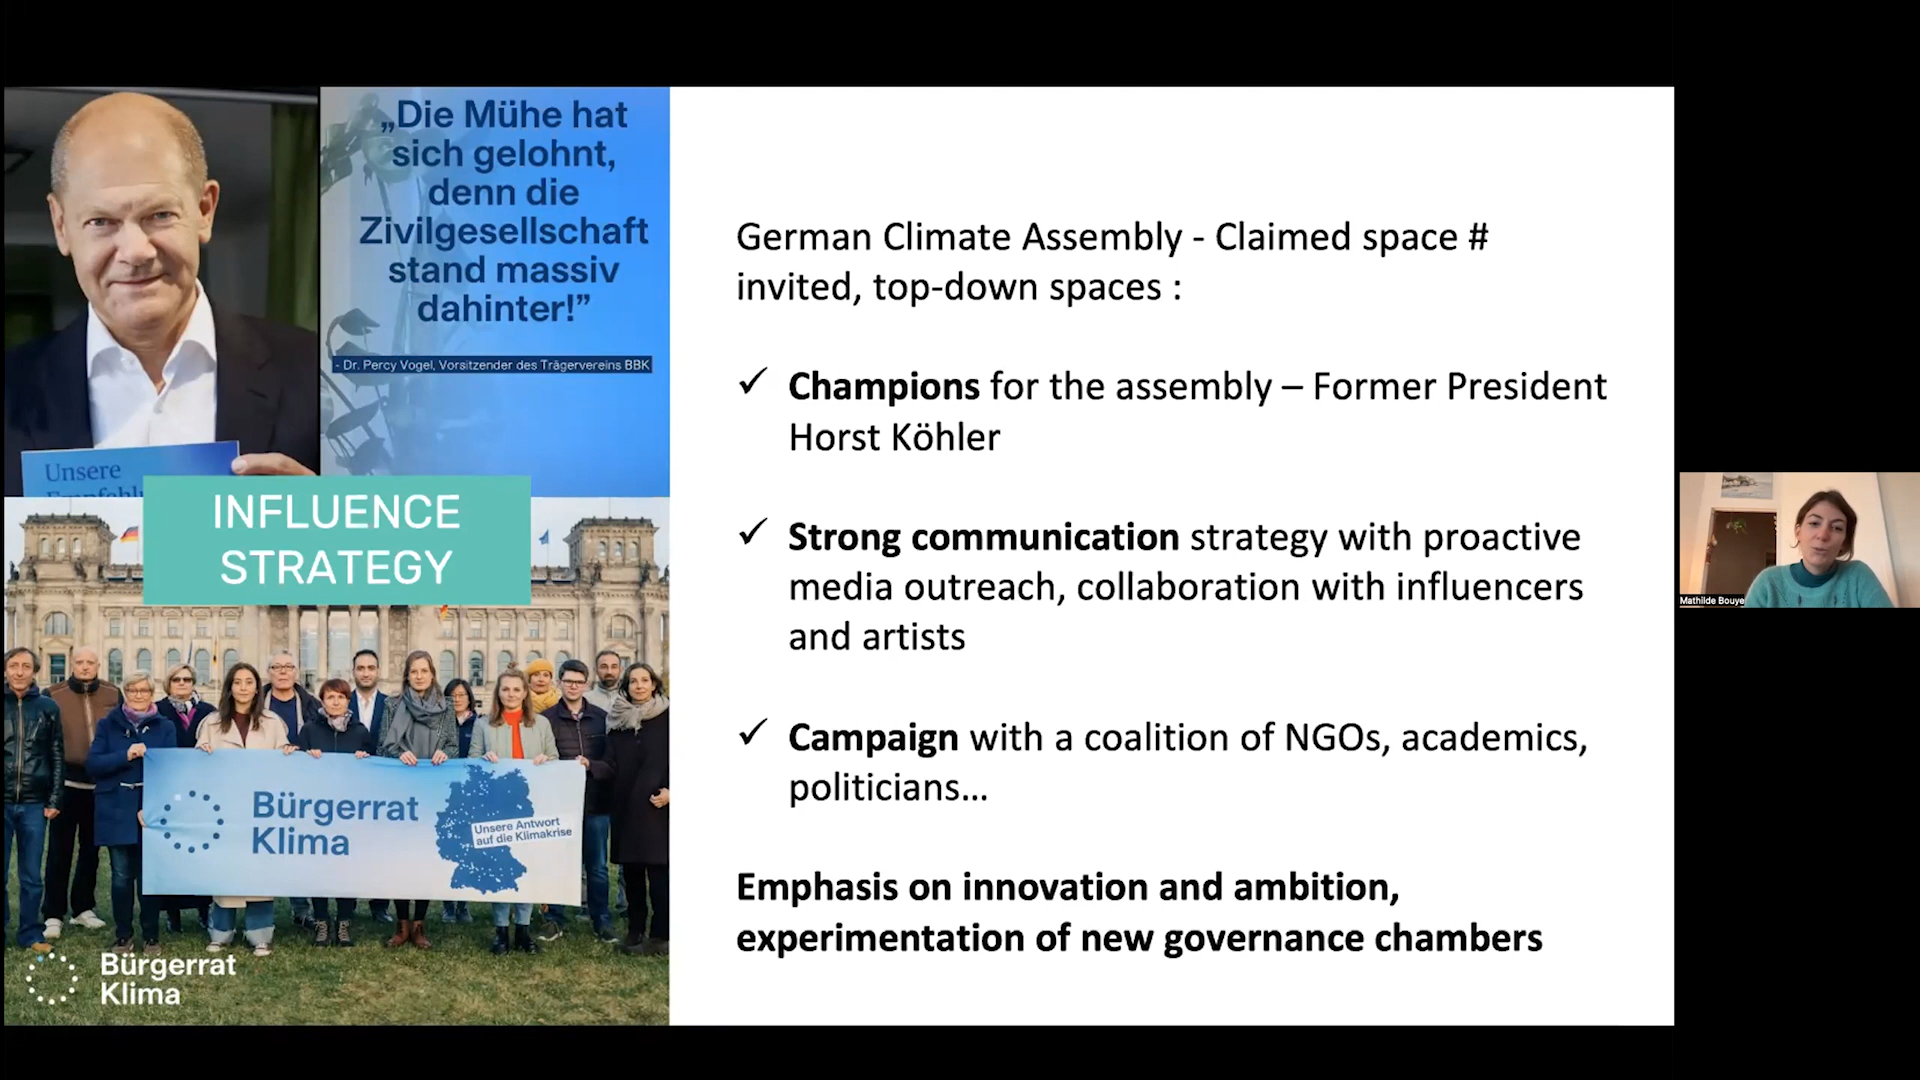 „Die Mühe hat
sich gelohnt,
denn die
Zivilgesellschaft
stand massiv
dahinter!”
- Dr. Percy Vogel, Vorsitzender des Trägervereins BBK
Unsere
INFLUENCE
STRATEGY
Bürgerrat
Klima
Unsere Antwort
auf die Klimakrise
Bürgerrat
Klima
German Climate Assembly - Claimed space #
invited, top-down spaces :
✓ Champions for the assembly – Former President
Horst Köhler
✓ Strong communication strategy with proactive
media outreach, collaboration with influencers
and artists
✓ Campaign with a coalition of NGOs, academics,
politicians…
Emphasis on innovation and ambition,
experimentation of new governance chambers
Mathilde Bouye